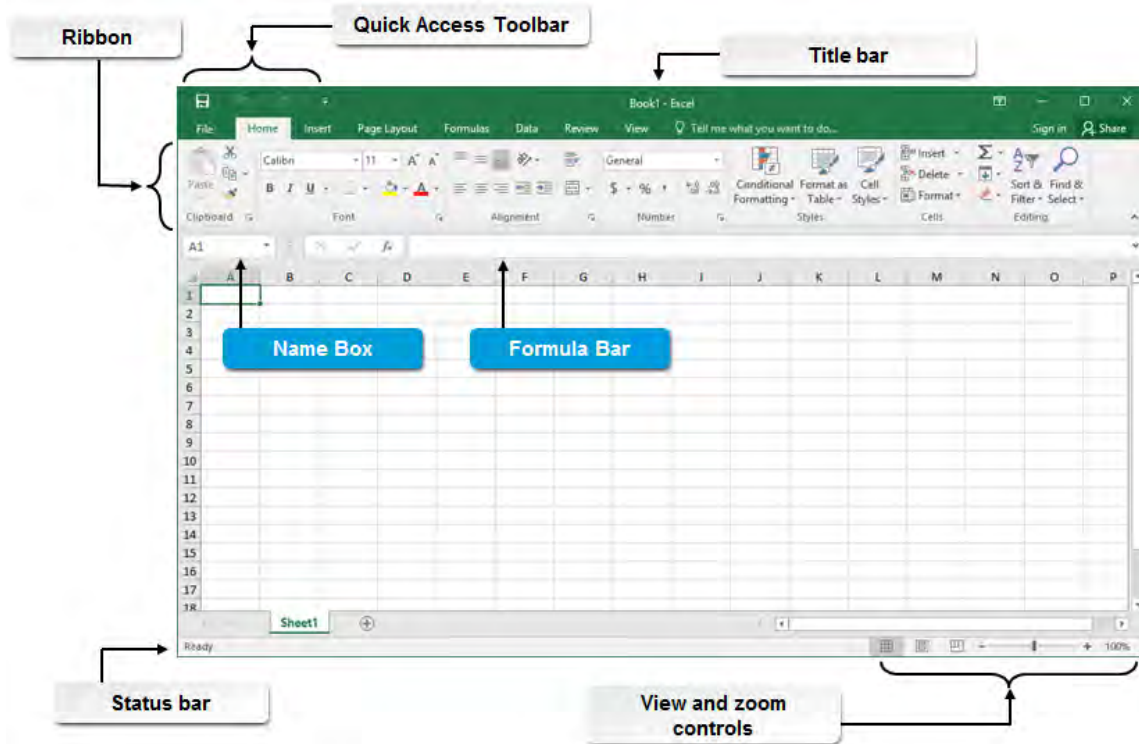 Quick Access Toolbar
Ribbon
Title bar
Book1 - Excel
File Home Insert Page Layout Formulas Data Review View Tell me what you want to do... Sign in Share
Calibri 11 A A General Insert
Delete
Paste B I U A $ % , Conditional Format as Cell Sort & Find &
Formatting Table Styles Format Filter Select
Clipboard Font Alignment Number Styles Cells Editing
A1 fx
A B C D E F G H I J K L M N O P
1
2
3
Name Box Formula Bar
4
5
6
7
8
9
10
11
12
13
14
15
16
17
18
Sheet1
Ready 100%
Status bar
View and zoom
controls